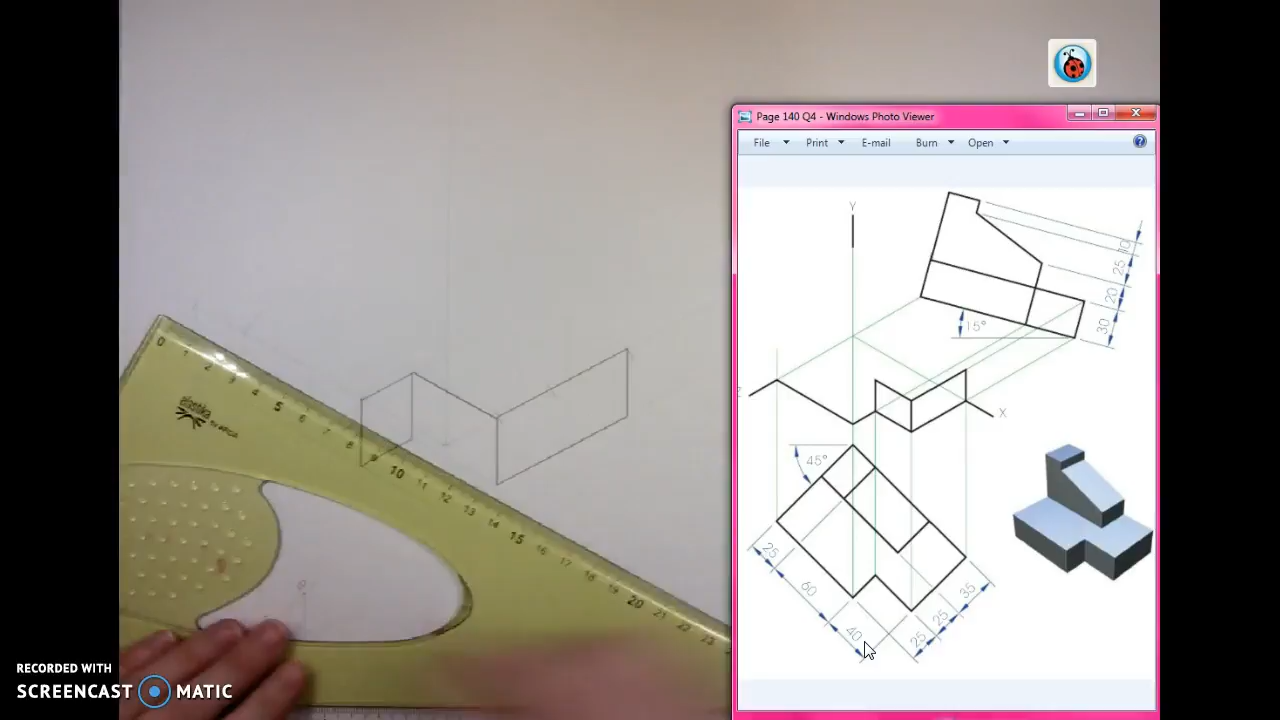 Page 140 Q4 - Windows Photo Viewer
File Print E-mail Burn Open
Y
10
25
20
30
15°
Z
X
45°
25
60
40
25
25
35
0 1 2 3 4 5 6 7 8 9 10 11 12 13 14 15 16 17 18 19 20 21 22 23
RECORDED WITH
SCREENCAST MATIC